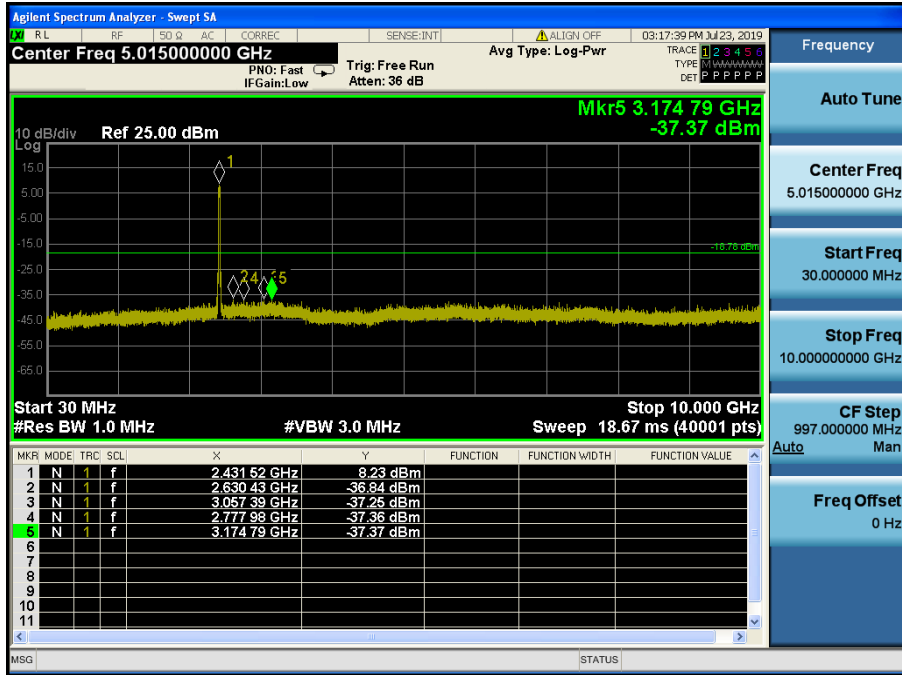 Agilent Spectrum Analyzer - Swept SA
LXI RL RF 50 Ω AC CORREC SENSE:INT ALIGN OFF 03:17:39 PM Jul 23, 2019
Center Freq 5.015000000 GHz Avg Type: Log-Pwr TRACE 1 2 3 4 5 6
PNO: Fast Trig: Free Run TYPE M WWWWW
IFGain:Low Atten: 36 dB DET P P P P P P
Mkr5 3.174 79 GHz
10 dB/div Ref 25.00 dBm -37.37 dBm
Log
15.0
5.00
-5.00
-15.0
-25.0
-35.0
-45.0
-55.0
-65.0
1
-18.78 dBm
2 4 5
Start 30 MHz Stop 10.000 GHz
#Res BW 1.0 MHz #VBW 3.0 MHz Sweep 18.67 ms (40001 pts)
MKR MODE TRC SCL X Y FUNCTION FUNCTION WIDTH FUNCTION VALUE
1 N 1 f 2.431 52 GHz 8.23 dBm
2 N 1 f 2.630 43 GHz -36.84 dBm
3 N 1 f 3.057 39 GHz -37.25 dBm
4 N 1 f 2.777 98 GHz -37.36 dBm
5 N 1 f 3.174 79 GHz -37.37 dBm
6
7
8
9
10
11
MSG STATUS
Frequency
Auto Tune
Center Freq
5.015000000 GHz
Start Freq
30.000000 MHz
Stop Freq
10.000000000 GHz
CF Step
997.000000 MHz
Auto Man
Freq Offset
0 Hz